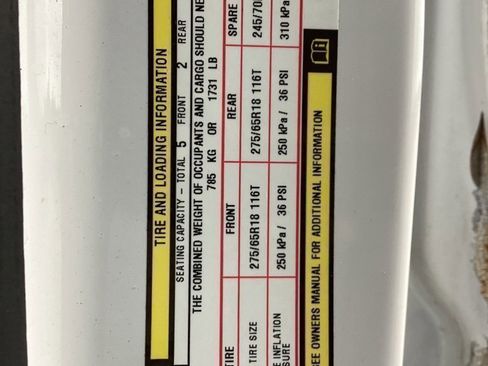 TIRE AND LOADING INFORMATION
SEATING CAPACITY - TOTAL 5 FRONT 2 REAR
THE COMBINED WEIGHT OF OCCUPANTS AND CARGO SHOULD NE
785 KG OR 1731 LB
TIRE FRONT REAR SPARE
TIRE SIZE 275/65R18 116T 275/65R18 116T 245/70
E INFLATION
SURE 250 kPa / 36 PSI 250 kPa / 36 PSI 310 kPa
SEE OWNERS MANUAL FOR ADDITIONAL INFORMATION